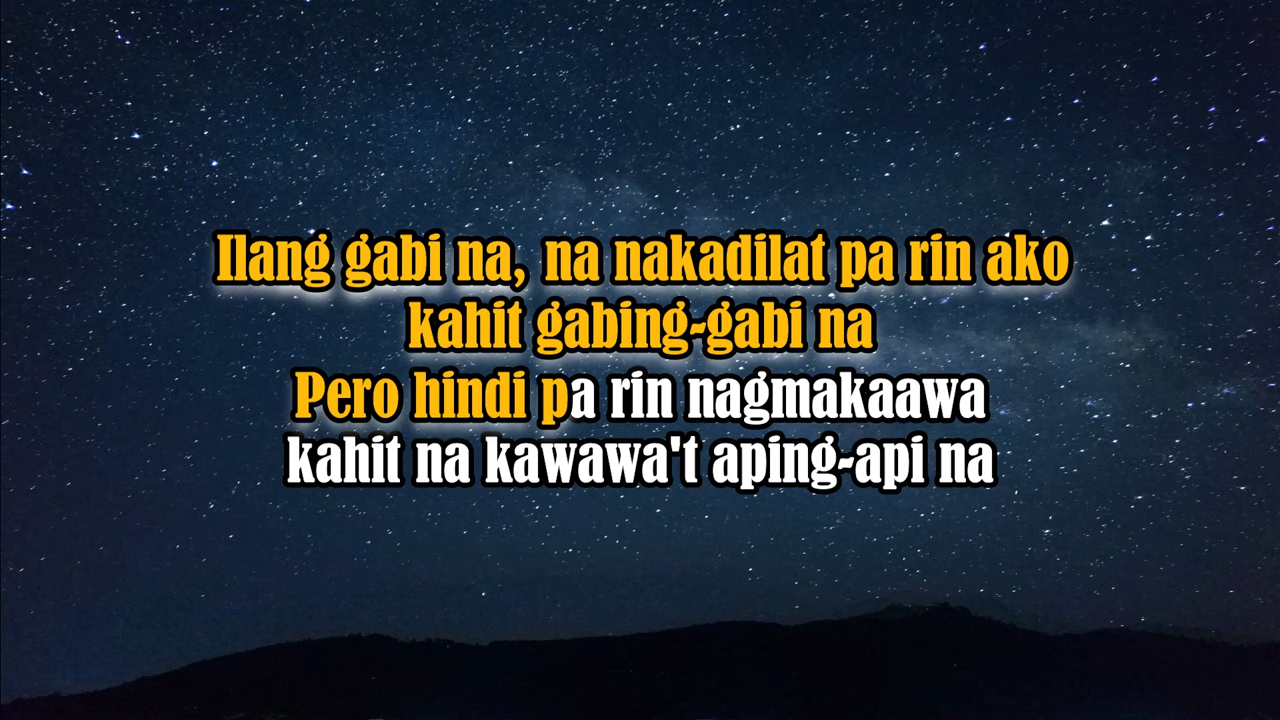 Ilang gabi na, na nakadilat pa rin ako
kahit gabing-gabi na
Pero hindi pa rin nagmakaawa
kahit na kawawa't aping-api na